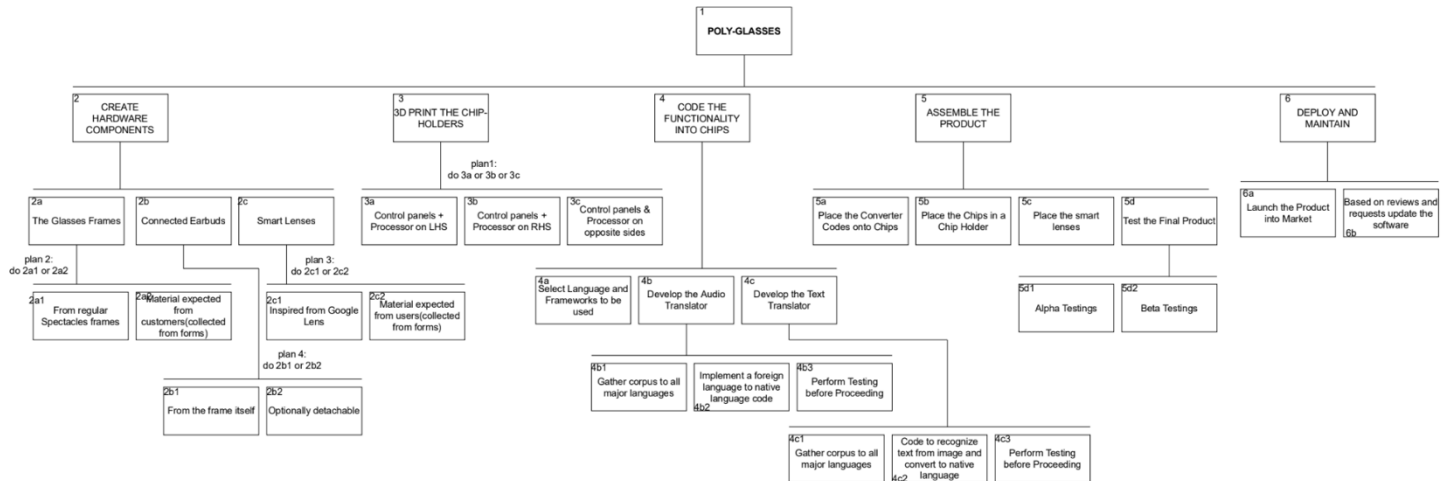 1
POLY-GLASSES
2
CREATE
HARDWARE
COMPONENTS
3
3D PRINT THE CHIP-
HOLDERS
4
CODE THE
FUNCTIONALITY
INTO CHIPS
5
ASSEMBLE THE
PRODUCT
6
DEPLOY AND
MAINTAIN
plan1:
do 3a or 3b or 3c
2a
The Glasses Frames
2b
Connected Earbuds
2c
Smart Lenses
3a
Control panels +
Processor on LHS
3b
Control panels +
Processor on RHS
3c
Control panels &
Processor on
opposite sides
5a
Place the Converter
Codes onto Chips
5b
Place the Chips in a
Chip Holder
5c
Place the smart
lenses
5d
Test the Final Product
6a
Launch the Product
into Market
Based on reviews and
requests update the
software
6b
plan 2:
do 2a1 or 2a2
plan 3:
do 2c1 or 2c2
2a1
From regular
Spectacles frames
2a2
Material expected
from
customers(collected
from forms)
2c1
Inspired from Google
Lens
2c2
Material expected
from users(collected
from forms)
4a
Select Language and
Frameworks to be
used
4b
Develop the Audio
Translator
4c
Develop the Text
Translator
5d1
Alpha Testings
5d2
Beta Testings
plan 4:
do 2b1 or 2b2
2b1
From the frame itself
2b2
Optionally detachable
4b1
Gather corpus to all
major languages
Implement a foreign
language to native
language code
4b2
4b3
Perform Testing
before Proceeding
4c1
Gather corpus to all
major languages
Code to recognize
text from image and
convert to native
language
4c2
4c3
Perform Testing
before Proceeding